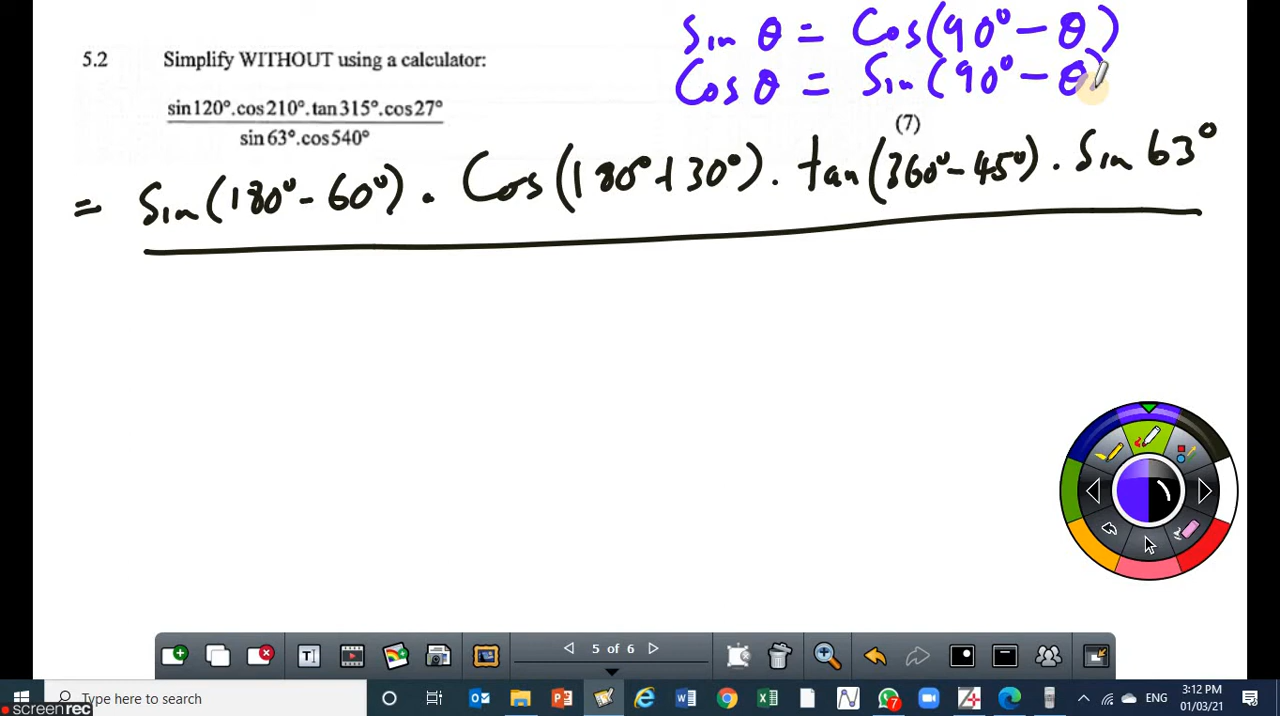 Sin θ = Cos(90° − θ)
5.2 Simplify WITHOUT using a calculator:
Cos θ = Sin(90° − θ)
sin120°.cos210°.tan315°.cos27°
sin63°.cos540°
(7)
= Sin(180° − 60°) . Cos(180° + 30°) . tan(360° − 45°) . Sin 63°
5 of 6
Type here to search
ENG
3:12 PM
01/03/21
7
screenrec